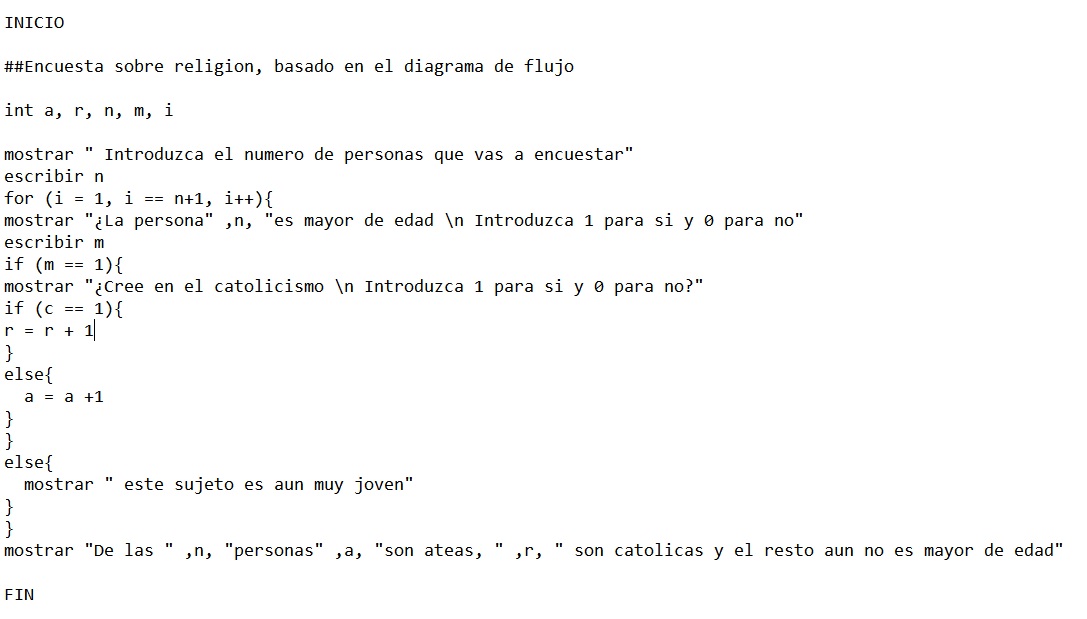 INICIO
##Encuesta sobre religion, basado en el diagrama de flujo
int a, r, n, m, i
mostrar " Introduzca el numero de personas que vas a encuestar"
escribir n
for (i = 1, i == n+1, i++){
mostrar "¿La persona" ,n, "es mayor de edad \n Introduzca 1 para si y 0 para no"
escribir m
if (m == 1){
mostrar "¿Cree en el catolicismo \n Introduzca 1 para si y 0 para no?"
if (c == 1){
r = r + 1
}
else{
  a = a +1
}
}
else{
  mostrar " este sujeto es aun muy joven"
}
}
mostrar "De las " ,n, "personas" ,a, "son ateas, " ,r, " son catolicas y el resto aun no es mayor de edad"
FIN